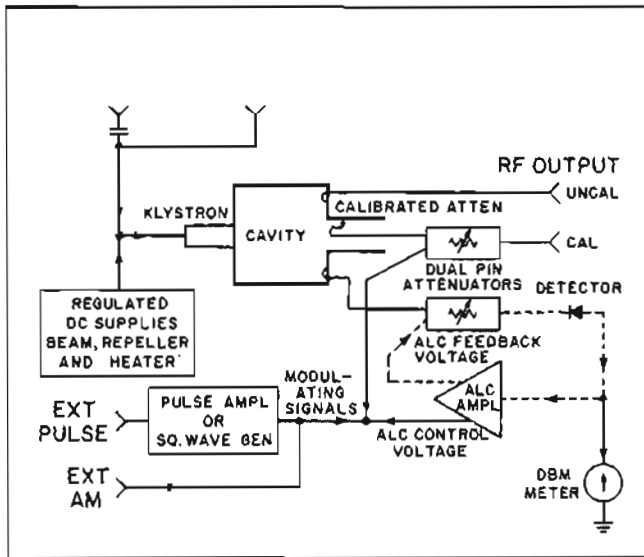 RF OUTPUT
UNCAL
KLYSTRON
CALIBRATED ATTEN
CAVITY
CAL
DUAL PIN
ATTENUATORS
DETECTOR
REGULATED
DC SUPPLIES
BEAM, REPELLER
AND HEATER
ALC FEEDBACK
VOLTAGE
MODUL-
ATING
SIGNALS
ALC
AMPL
EXT
PULSE
PULSE AMPL
OR
SQ. WAVE GEN
ALC CONTROL
VOLTAGE
EXT
AM
DBM
METER